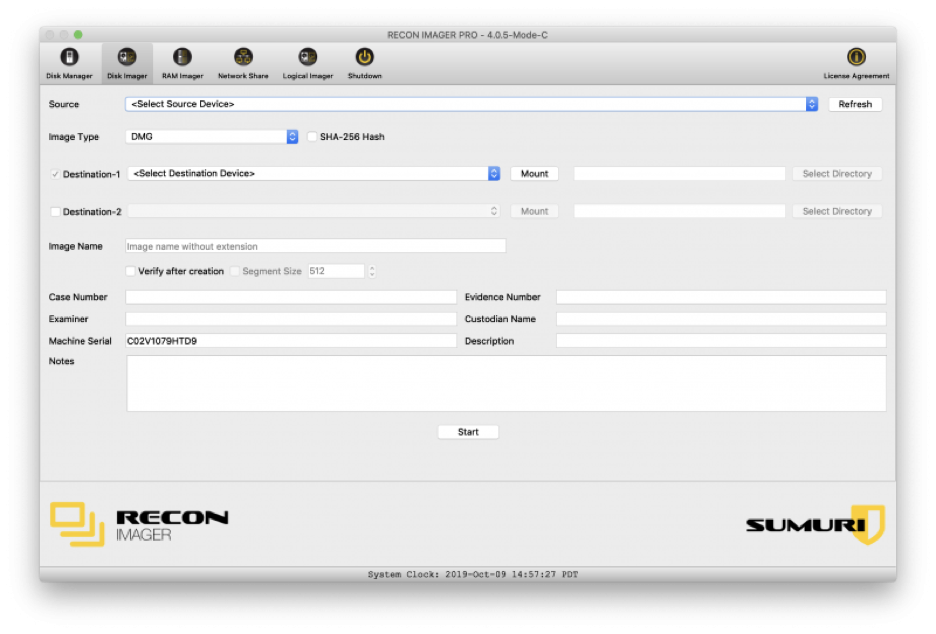 RECON IMAGER PRO - 4.0.5-Mode-C
Disk Manager Disk Imager RAM Imager Network Share Logical Imager Shutdown License Agreement
Source <Select Source Device> Refresh
Image Type DMG SHA-256 Hash
Destination-1 <Select Destination Device> Mount Select Directory
Destination-2 Mount Select Directory
Image Name Image name without extension
Verify after creation Segment Size 512
Case Number Evidence Number
Examiner Custodian Name
Machine Serial C02V1079HTD9 Description
Notes
Start
RECON
IMAGER
SUMURI
System Clock: 2019-Oct-09 14:57:27 PDT